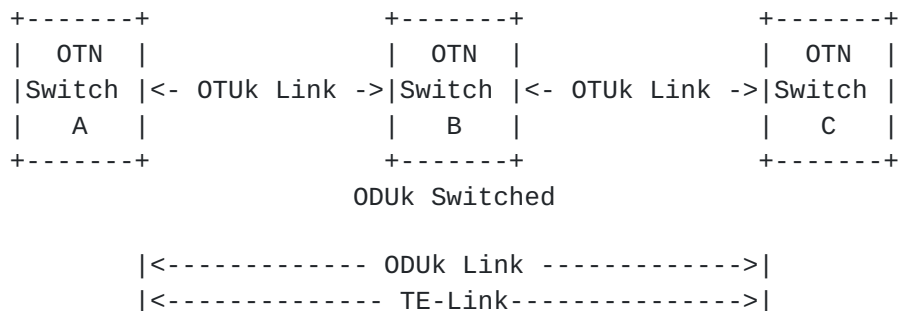 +-------+                  +-------+                  +-------+
|  OTN  |                  |  OTN  |                  |  OTN  |
|Switch |<- OTUk Link ->|Switch |<- OTUk Link ->|Switch |
|   A   |                  |   B   |                  |   C   |
+-------+                  +-------+                  +-------+
ODUk Switched
|<------------- ODUk Link ------------->|
|<-------------- TE-Link--------------->|